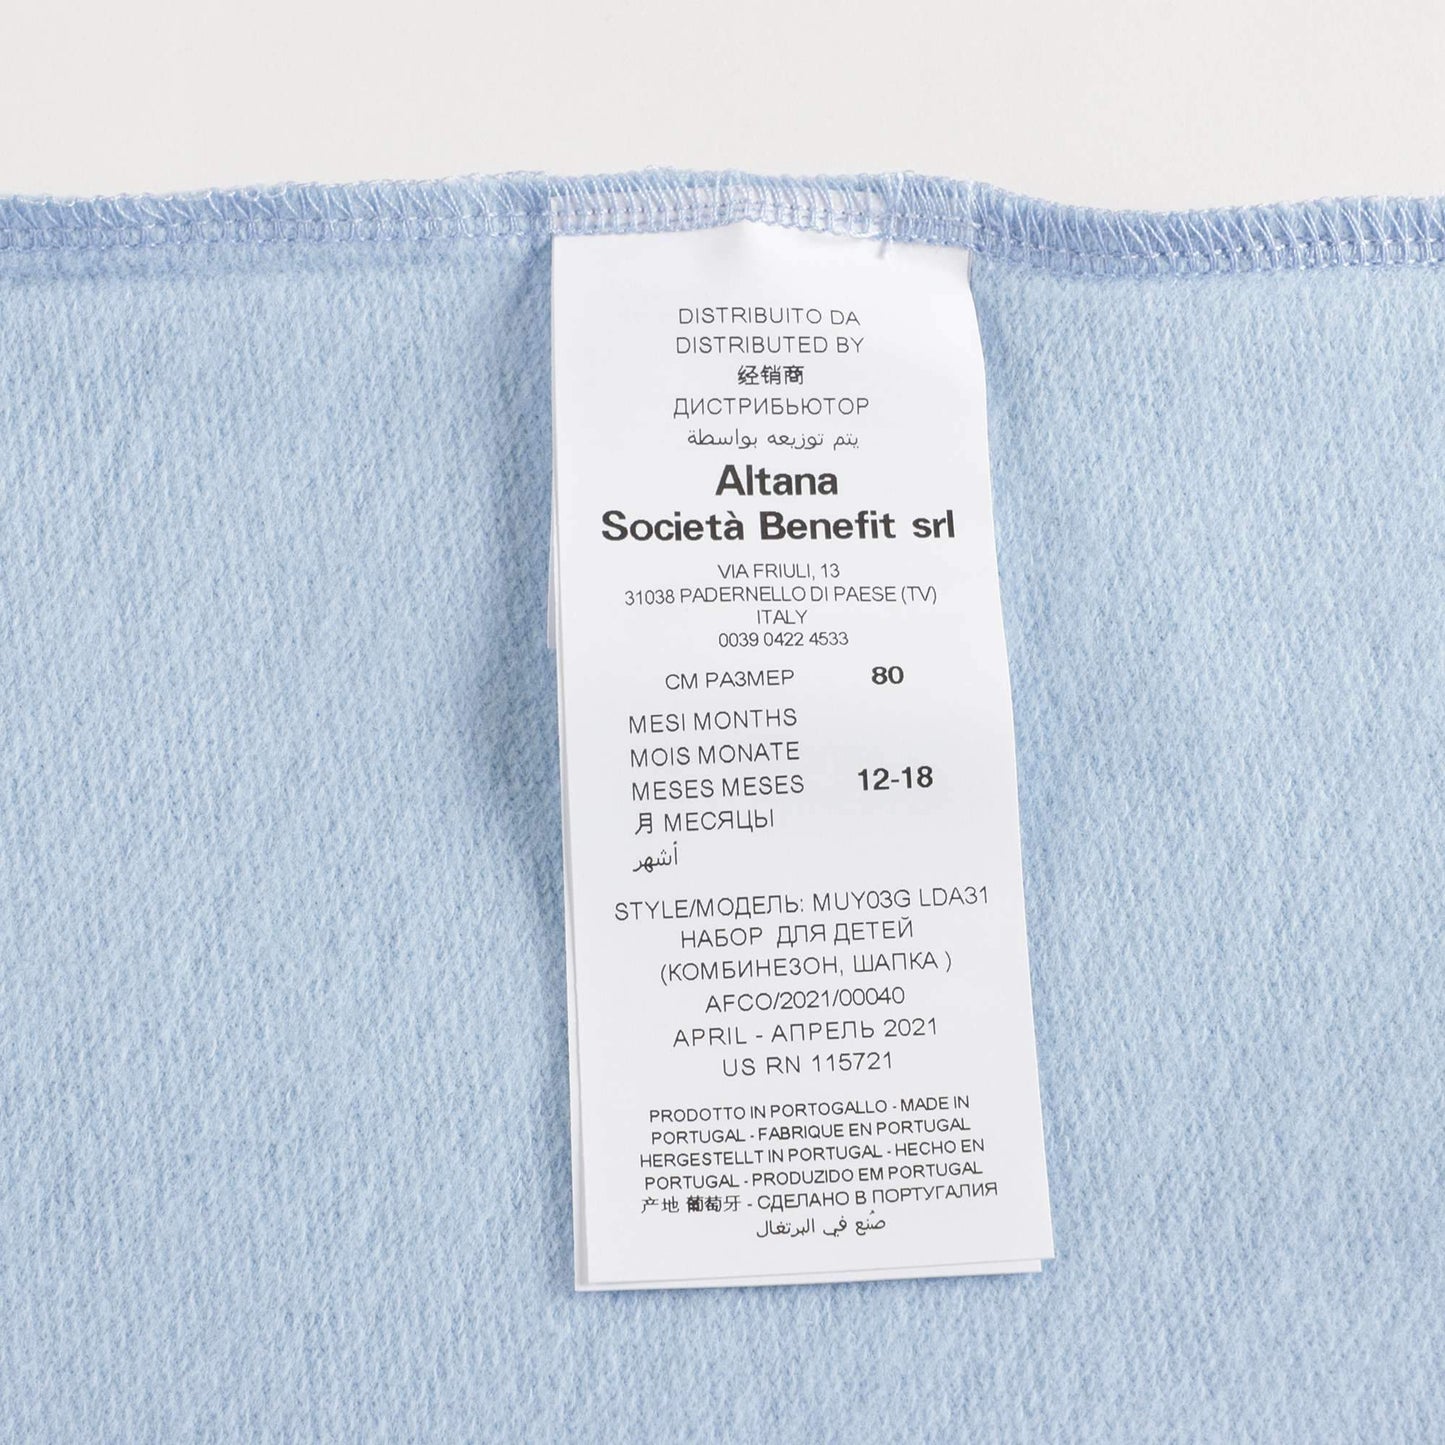 DISTRIBUITO DA
DISTRIBUTED BY
经销商
ДИСТРИБЬЮТОР
يتم توزيعه بواسطة
Altana
Società Benefit srl
VIA FRIULI, 13
31038 PADERNELLO DI PAESE (TV)
ITALY
0039 0422 4533
CM РАЗМЕР 80
MESI MONTHS
MOIS MONATE
MESES MESES 12-18
月 МЕСЯЦЫ
أشهر
STYLE/МОДЕЛЬ: MUY03G LDA31
НАБОР ДЛЯ ДЕТЕЙ
(КОМБИНЕЗОН, ШАПКА )
AFCO/2021/00040
APRIL - АПРЕЛЬ 2021
US RN 115721
PRODOTTO IN PORTOGALLO - MADE IN
PORTUGAL - FABRIQUE EN PORTUGAL
HERGESTELLT IN PORTUGAL - HECHO EN
PORTUGAL - PRODUZIDO EM PORTUGAL
产地 葡萄牙 - СДЕЛАНО В ПОРТУГАЛИЯ
صُنع في البرتغال